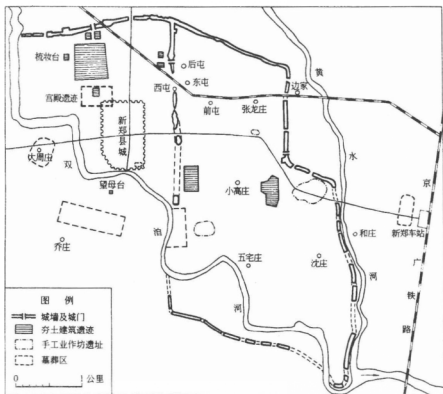 梳妆台
后屯
东屯
西屯
前屯
张龙庄
边家
黄
水
河
宫殿遗迹
新郑县城
大周庄
双
洎
河
望母台
小高庄
乔庄
五宅庄
沈庄
和庄
新郑车站
京
广
铁
路
图 例
城墙及城门
夯土建筑遗迹
手工业作坊遗址
墓葬区
0 1公里